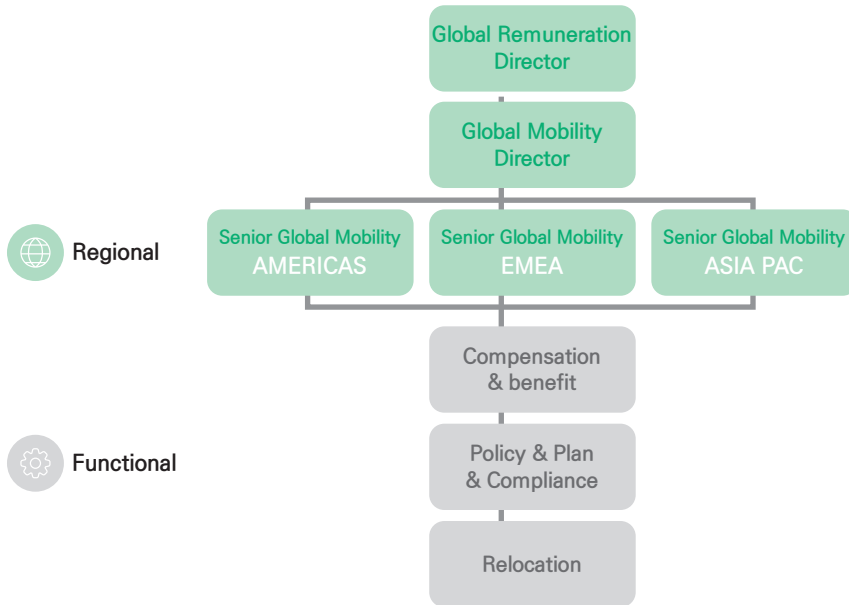 Global Remuneration
Director
Global Mobility
Director
Regional
Senior Global Mobility
AMERICAS
Senior Global Mobility
EMEA
Senior Global Mobility
ASIA PAC
Compensation
& benefit
Functional
Policy & Plan
& Compliance
Relocation